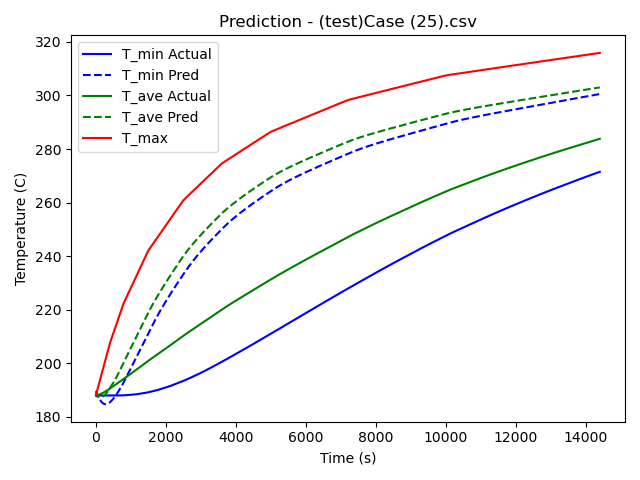 Prediction - (test)Case (25).csv
T_min Actual
T_min Pred
T_ave Actual
T_ave Pred
T_max
Temperature (C)
320
300
280
260
240
220
200
180
0 2000 4000 6000 8000 10000 12000 14000
Time (s)